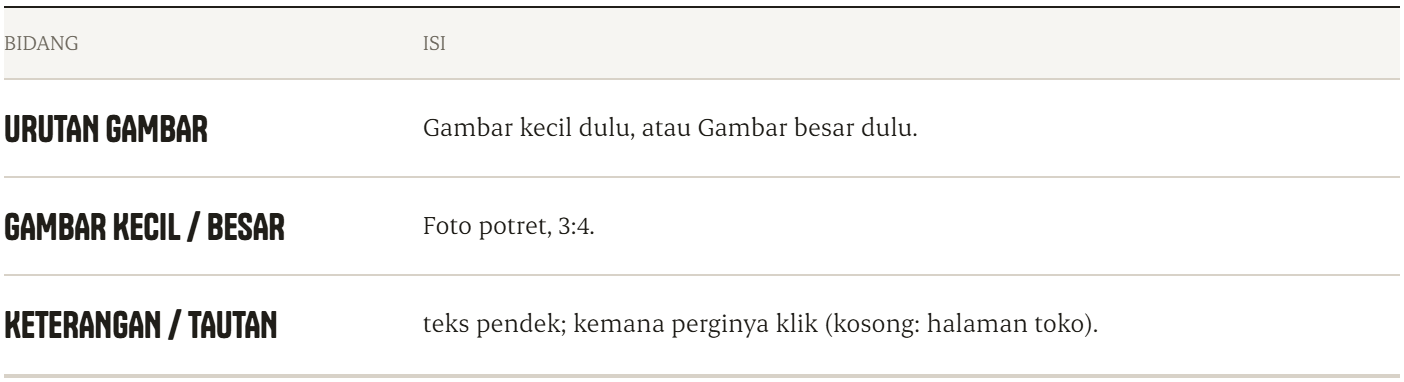 BIDANG ISI
URUTAN GAMBAR Gambar kecil dulu, atau Gambar besar dulu.
GAMBAR KECIL / BESAR Foto potret, 3:4.
KETERANGAN / TAUTAN teks pendek; kemana perginya klik (kosong: halaman toko).